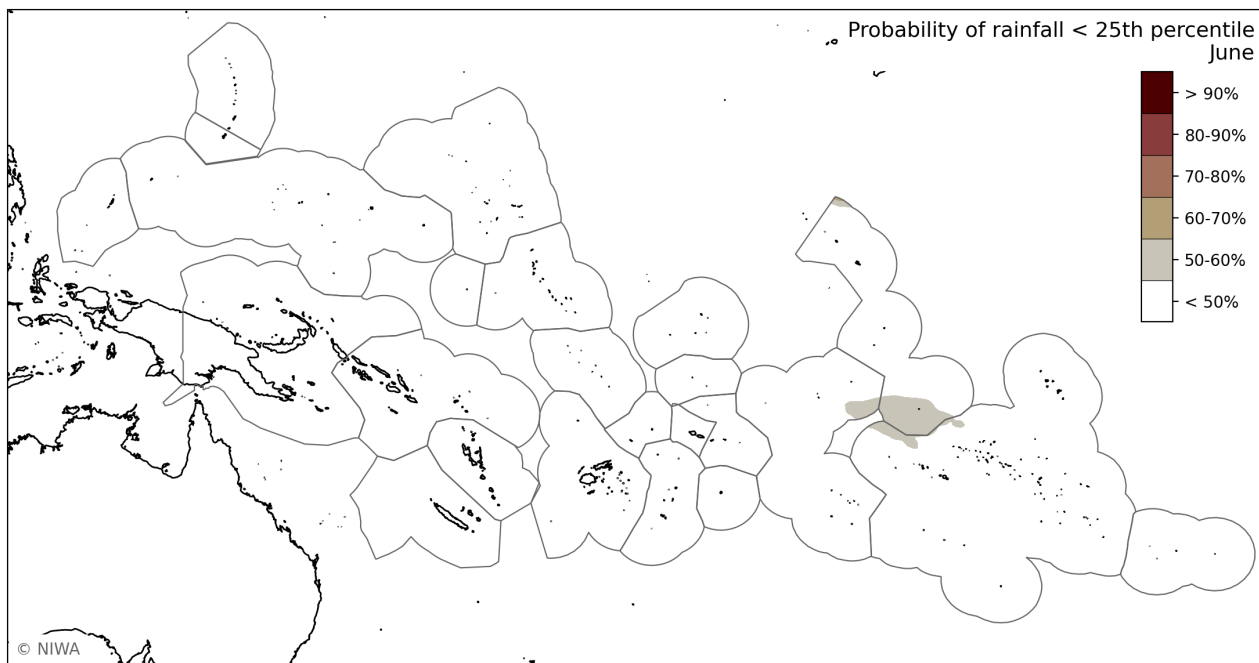 Probability of rainfall < 25th percentile
June
> 90%
80-90%
70-80%
60-70%
50-60%
< 50%
© NIWA